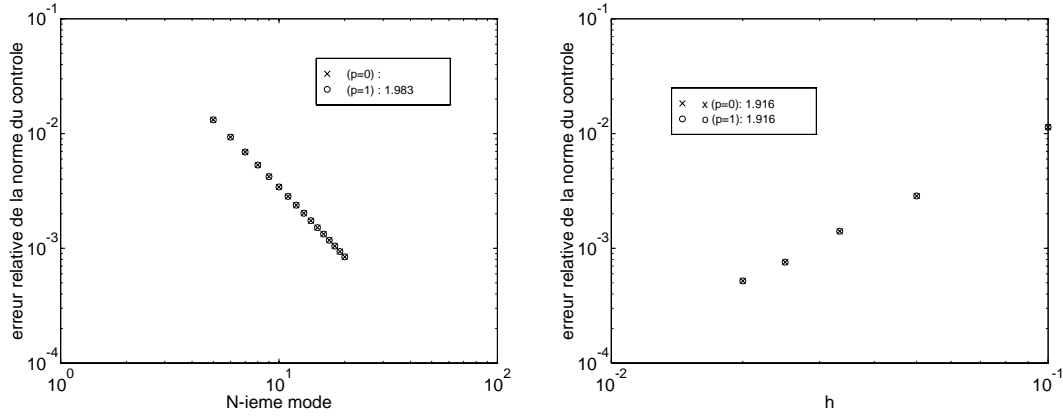 10^-1
10^-2
10^-3
10^-4
10^0
10^1
10^2
erreur relative de la norme du controle
N-ieme mode
× (p=0) :
o (p=1) : 1.983
10^-1
10^-2
10^-3
10^-4
10^-2
10^-1
erreur relative de la norme du controle
h
× x (p=0): 1.916
o o (p=1): 1.916